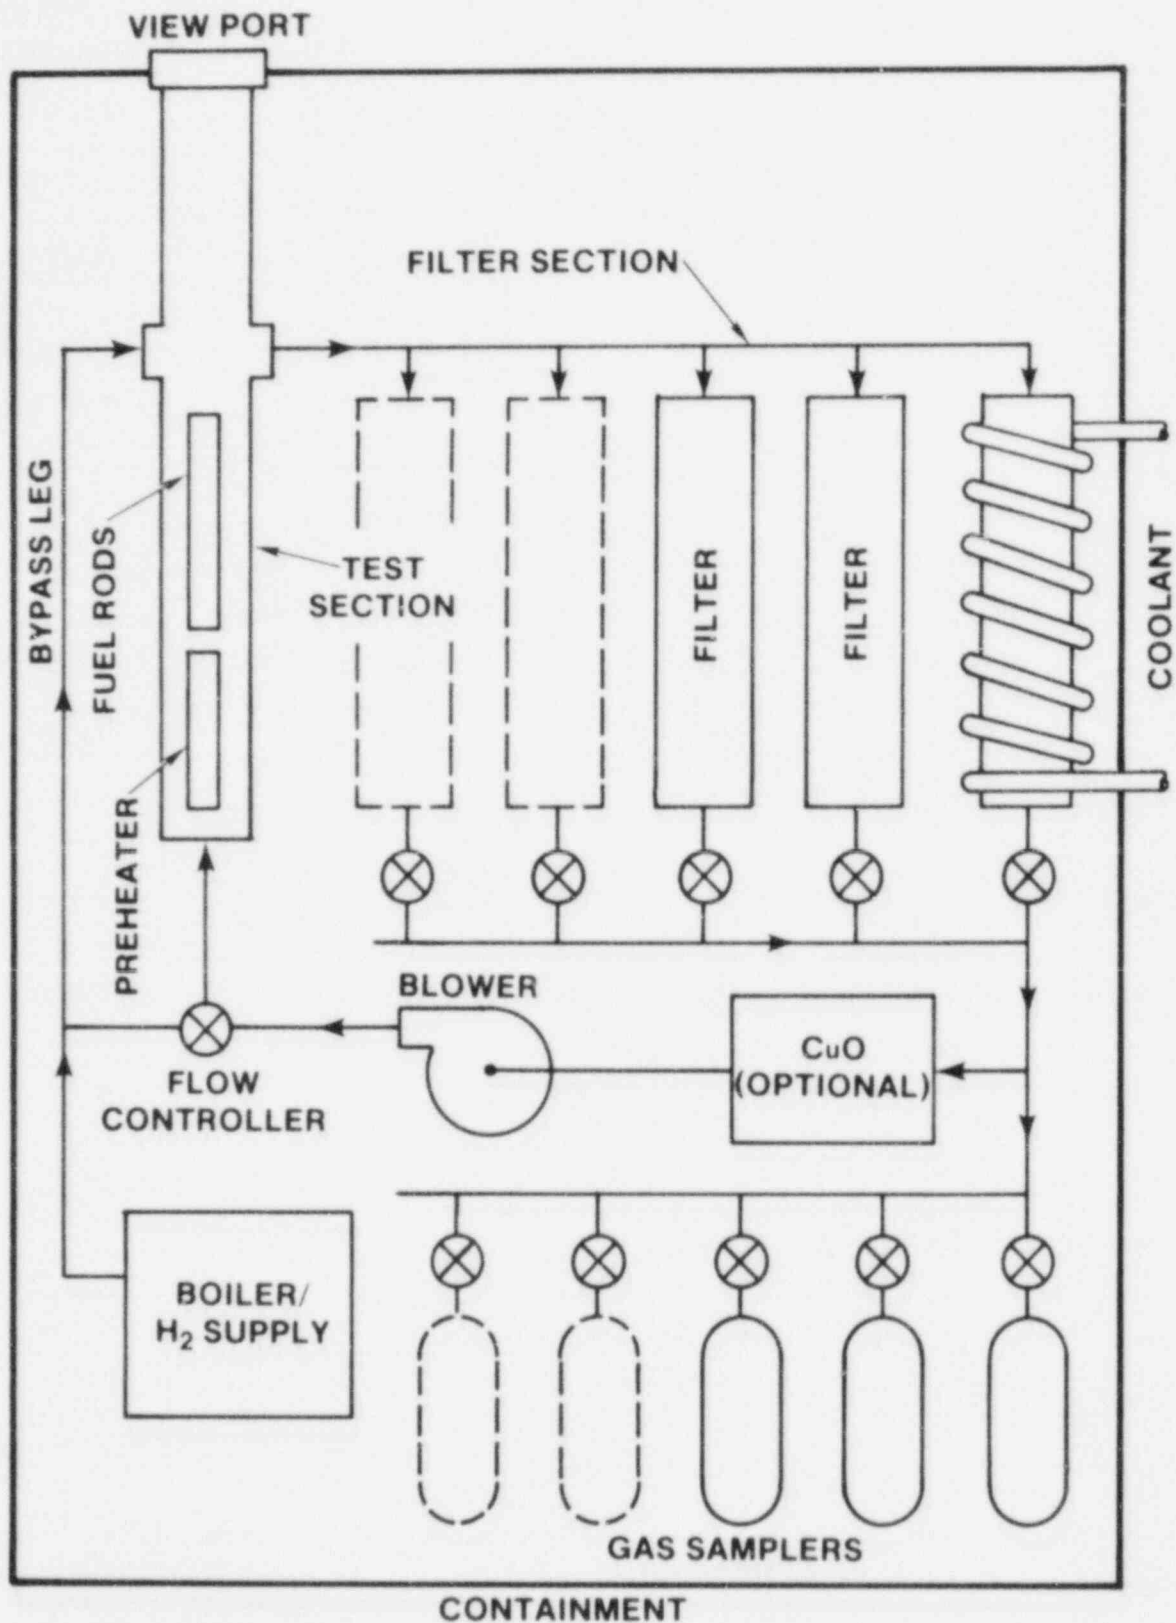 VIEW PORT
FILTER SECTION
BYPASS LEG
FUEL RODS
TEST
SECTION
FILTER
FILTER
COOLANT
PREHEATER
BLOWER
CuO
(OPTIONAL)
FLOW
CONTROLLER
BOILER/
H₂ SUPPLY
GAS SAMPLERS
CONTAINMENT